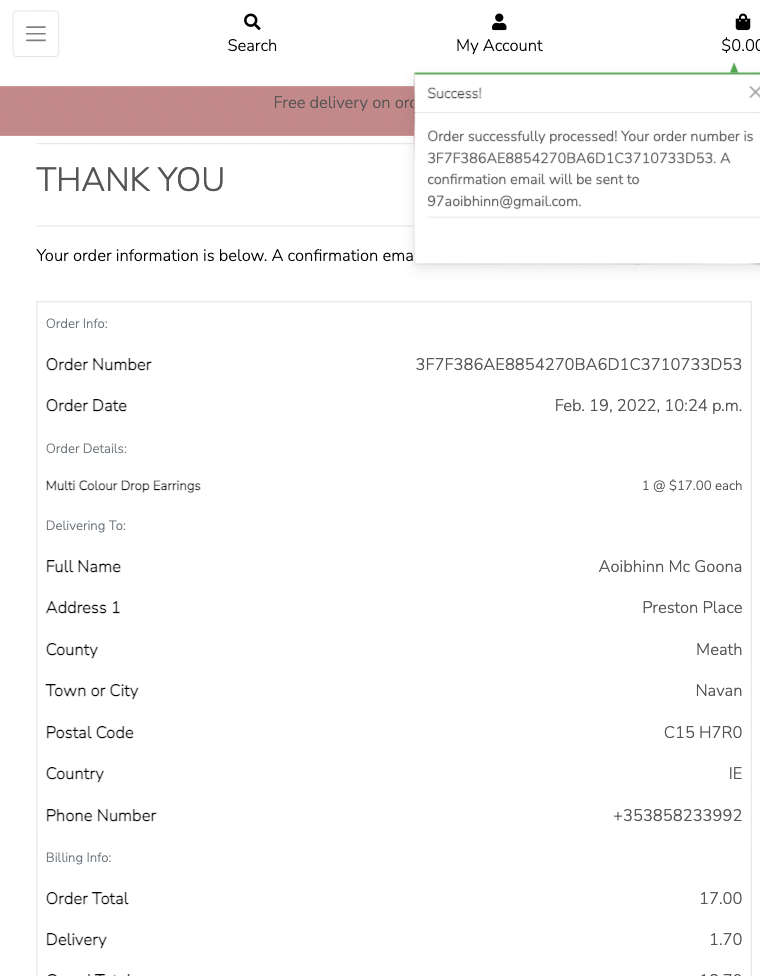 Search
My Account
$0.00
Free delivery on
Success!
Order successfully processed! Your order number is
3F7F386AE8854270BA6D1C3710733D53. A
confirmation email will be sent to
97aoibhinn@gmail.com.
THANK YOU
Your order information is below. A confirmation
Order Info:
Order Number 3F7F386AE8854270BA6D1C3710733D53
Order Date Feb. 19, 2022, 10:24 p.m.
Order Details:
Multi Colour Drop Earrings 1 @ $17.00 each
Delivering To:
Full Name Aoibhinn Mc Goona
Address 1 Preston Place
County Meath
Town or City Navan
Postal Code C15 H7R0
Country IE
Phone Number +353858233992
Billing Info:
Order Total 17.00
Delivery 1.70